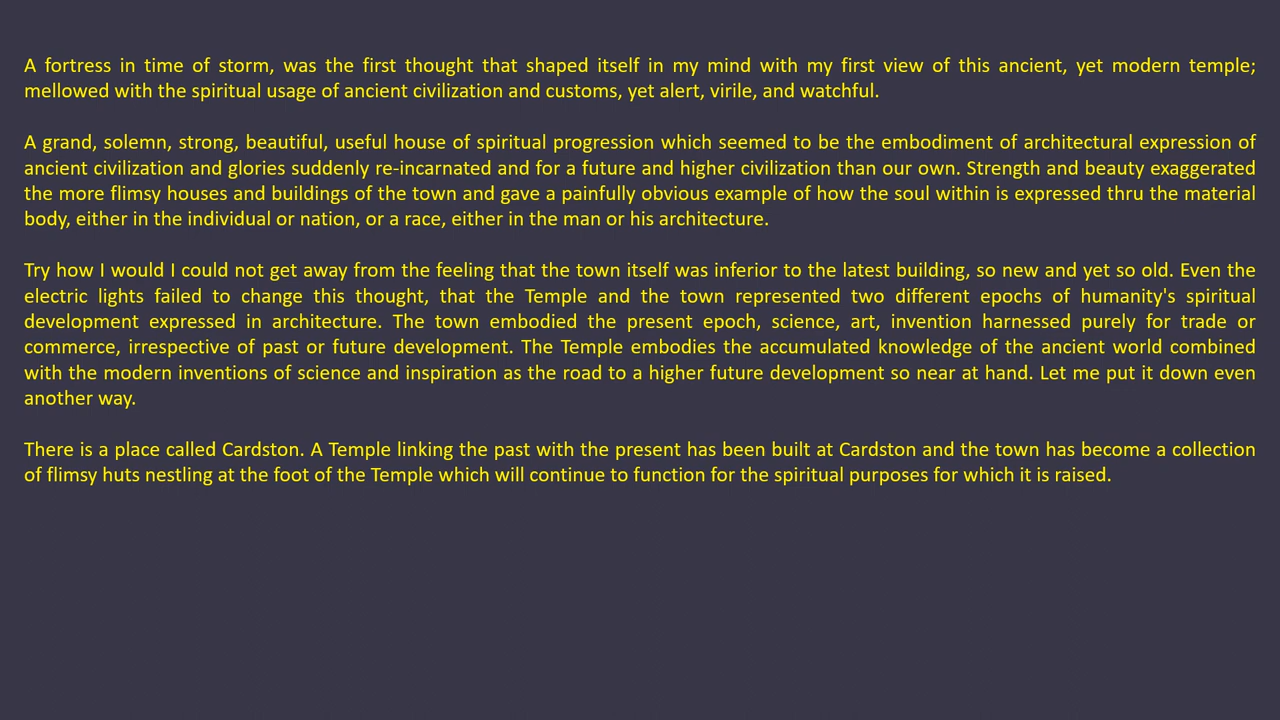 A fortress in time of storm, was the first thought that shaped itself in my mind with my first view of this ancient, yet modern temple;
mellowed with the spiritual usage of ancient civilization and customs, yet alert, virile, and watchful.
A grand, solemn, strong, beautiful, useful house of spiritual progression which seemed to be the embodiment of architectural expression of
ancient civilization and glories suddenly re-incarnated and for a future and higher civilization than our own. Strength and beauty exaggerated
the more flimsy houses and buildings of the town and gave a painfully obvious example of how the soul within is expressed thru the material
body, either in the individual or nation, or a race, either in the man or his architecture.
Try how I would I could not get away from the feeling that the town itself was inferior to the latest building, so new and yet so old. Even the
electric lights failed to change this thought, that the Temple and the town represented two different epochs of humanity's spiritual
development expressed in architecture. The town embodied the present epoch, science, art, invention harnessed purely for trade or
commerce, irrespective of past or future development. The Temple embodies the accumulated knowledge of the ancient world combined
with the modern inventions of science and inspiration as the road to a higher future development so near at hand. Let me put it down even
another way.
There is a place called Cardston. A Temple linking the past with the present has been built at Cardston and the town has become a collection
of flimsy huts nestling at the foot of the Temple which will continue to function for the spiritual purposes for which it is raised.